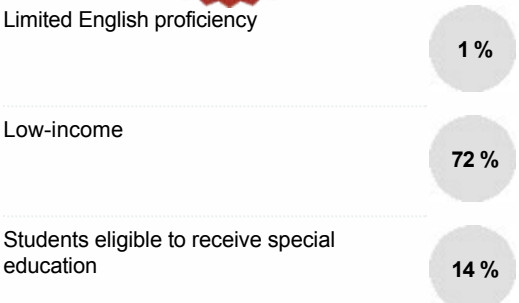 Limited English proficiency
1 %
Low-income
72 %
Students eligible to receive special
education
14 %